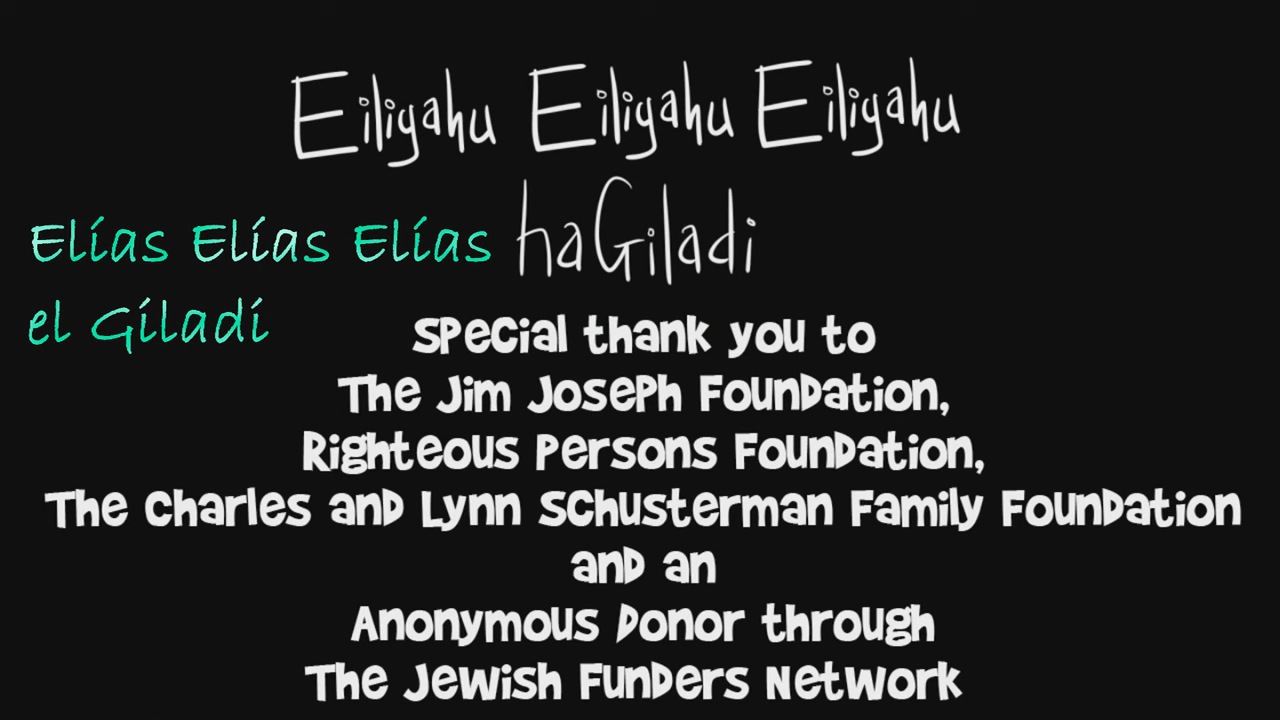 Eiliyahu Eiliyahu Eiliyahu
haGiladi
Elías Elías Elías
el Giladí
Special thank you to
The Jim Joseph Foundation,
Righteous Persons Foundation,
The Charles and Lynn Schusterman Family Foundation
and an
Anonymous Donor through
The Jewish Funders Network